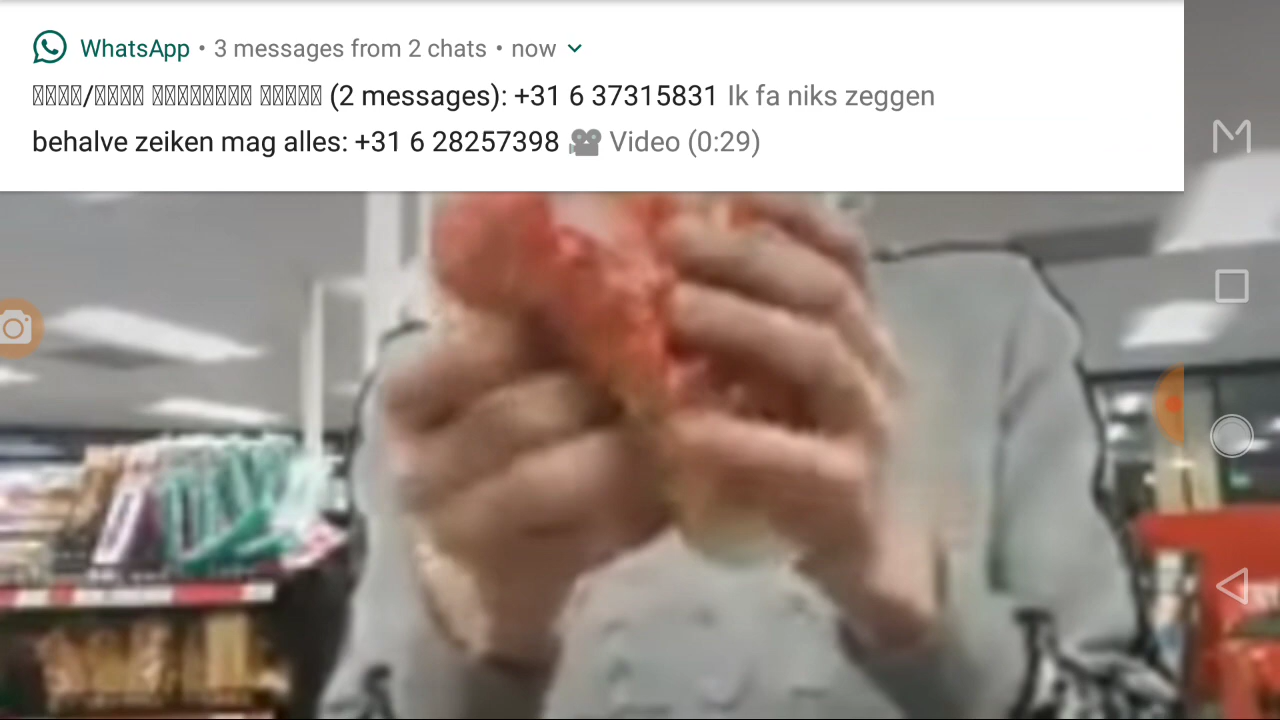 WhatsApp • 3 messages from 2 chats • now
(2 messages): +31 6 37315831 Ik fa niks zeggen
behalve zeiken mag alles: +31 6 28257398 🎥 Video (0:29)